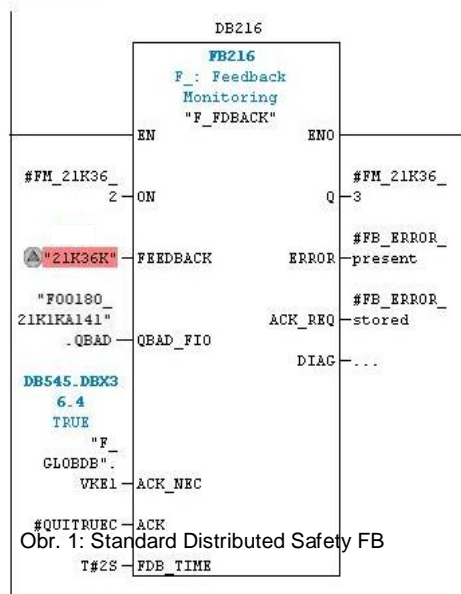 DB216
FB216
F_: Feedback
Monitoring
"F_FDBACK"
EN ENO
#FM_21K36_
2 ON
Q #FM_21K36_
3
"21K36K" FEEDBACK
ERROR #FB_ERROR_
present
"F00180_
21K1KA141"
.QBAD QBAD_FIO
ACK_REQ #FB_ERROR_
stored
DIAG ...
DB545.DBX3
6.4
TRUE
"F_
GLOBDB".
VKE1 ACK_NEC
#QUITRUEC ACK
Obr. 1: Standard Distributed Safety FB
T#2S FDB_TIME